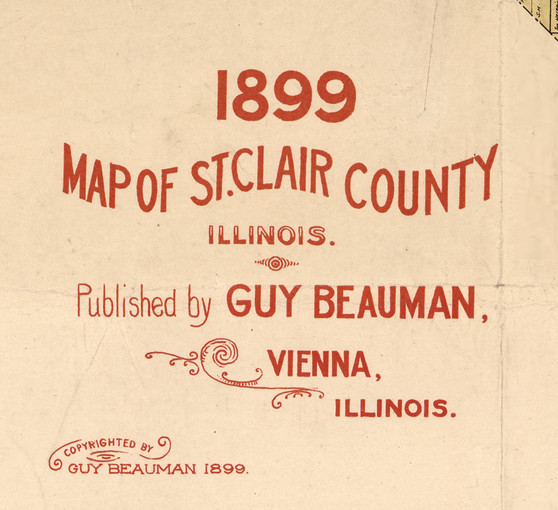 1899
MAP OF ST. CLAIR COUNTY
ILLINOIS.
Published by GUY BEAUMAN,
VIENNA,
ILLINOIS.
COPYRIGHTED BY
GUY BEAUMAN 1899.